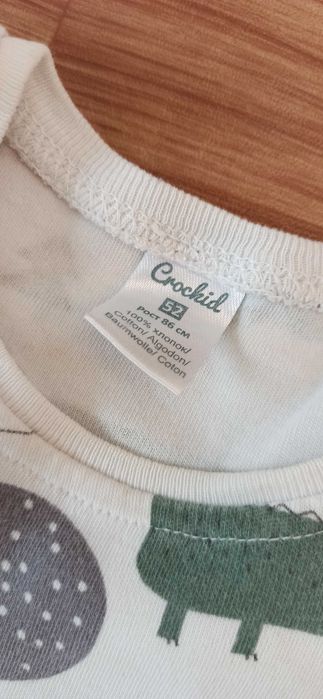 Crockid
52
рост 86 см
100% хлопок/
Cotton/Algodon/
Baumwolle/Coton